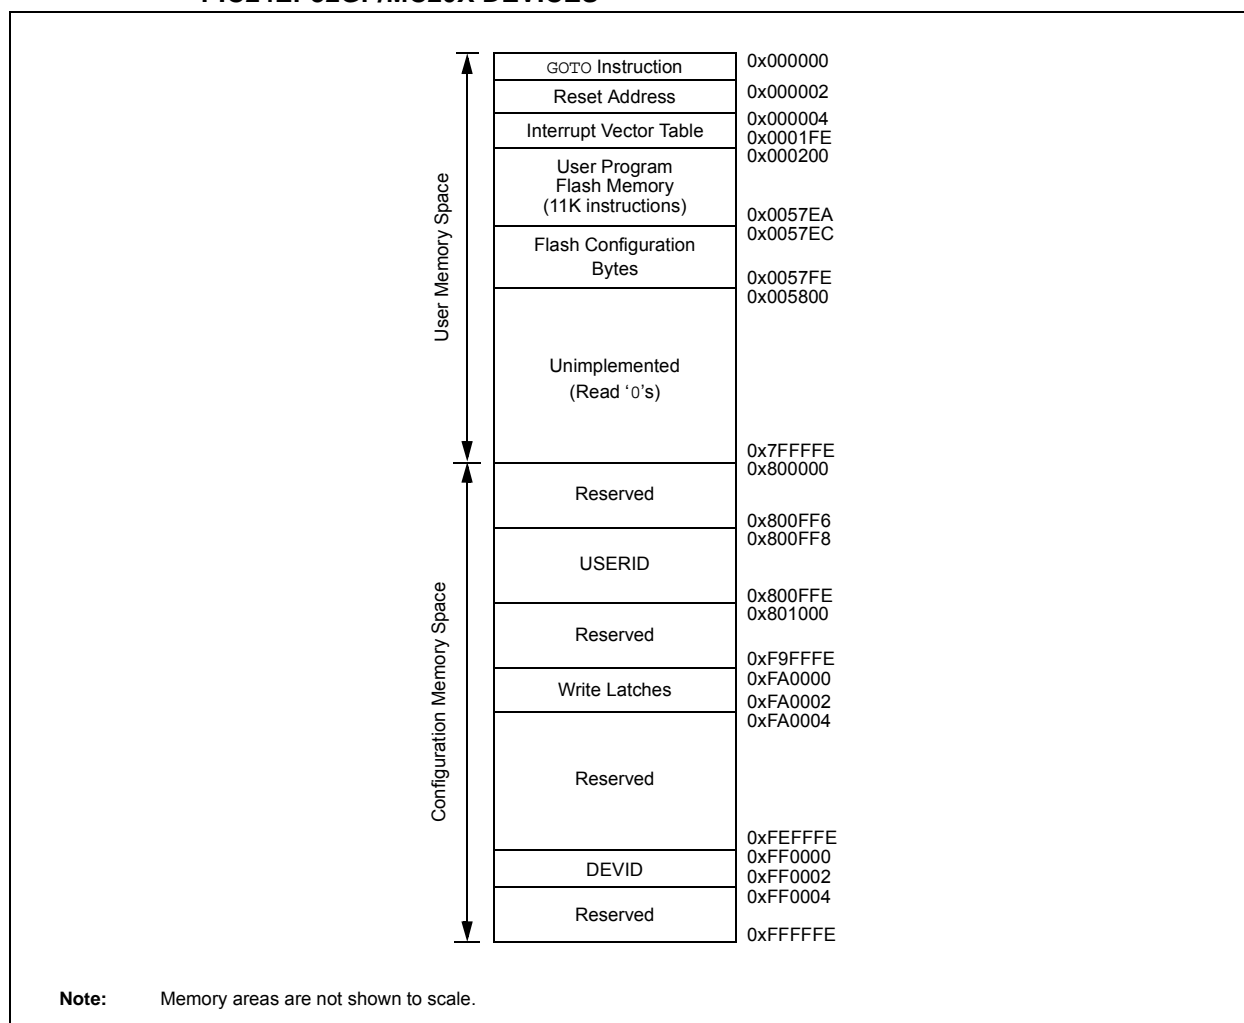 GOTO Instruction
0x000000
Reset Address
0x000002
Interrupt Vector Table
0x000004
0x0001FE
User Program
Flash Memory
(11K instructions)
0x000200
0x0057EA
Flash Configuration
Bytes
0x0057EC
0x0057FE
Unimplemented
(Read ‘0’s)
0x005800
0x7FFFFE
User Memory Space
Reserved
0x800000
0x800FF6
USERID
0x800FF8
0x800FFE
Reserved
0x801000
0xF9FFFE
Write Latches
0xFA0000
0xFA0002
Reserved
0xFA0004
0xFEFFFE
DEVID
0xFF0000
0xFF0002
Reserved
0xFF0004
0xFFFFFE
Configuration Memory Space
Note: Memory areas are not shown to scale.